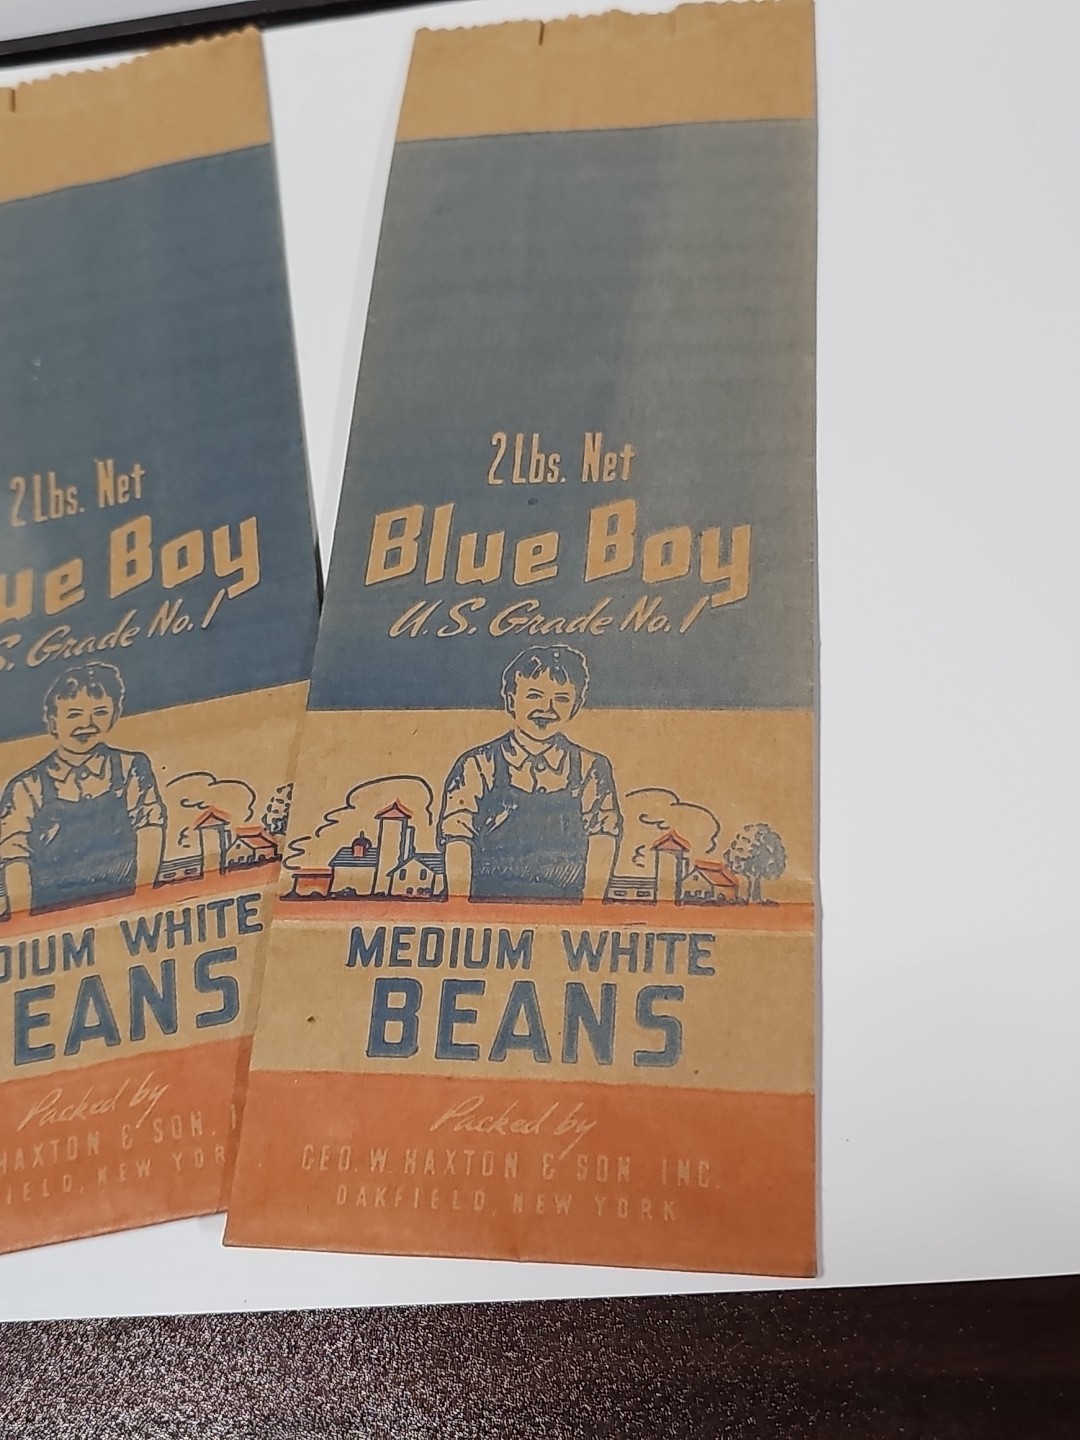 2 Lbs. Net
ue Boy
S. Grade No. 1
DIUM WHITE
EANS
Packed by
HAXTON & SON, I
IELD, NEW YOR
2 Lbs. Net
Blue Boy
U.S. Grade No. 1
MEDIUM WHITE
BEANS
Packed by
GEO. W. HAXTON & SON INC.
OAKFIELD, NEW YORK